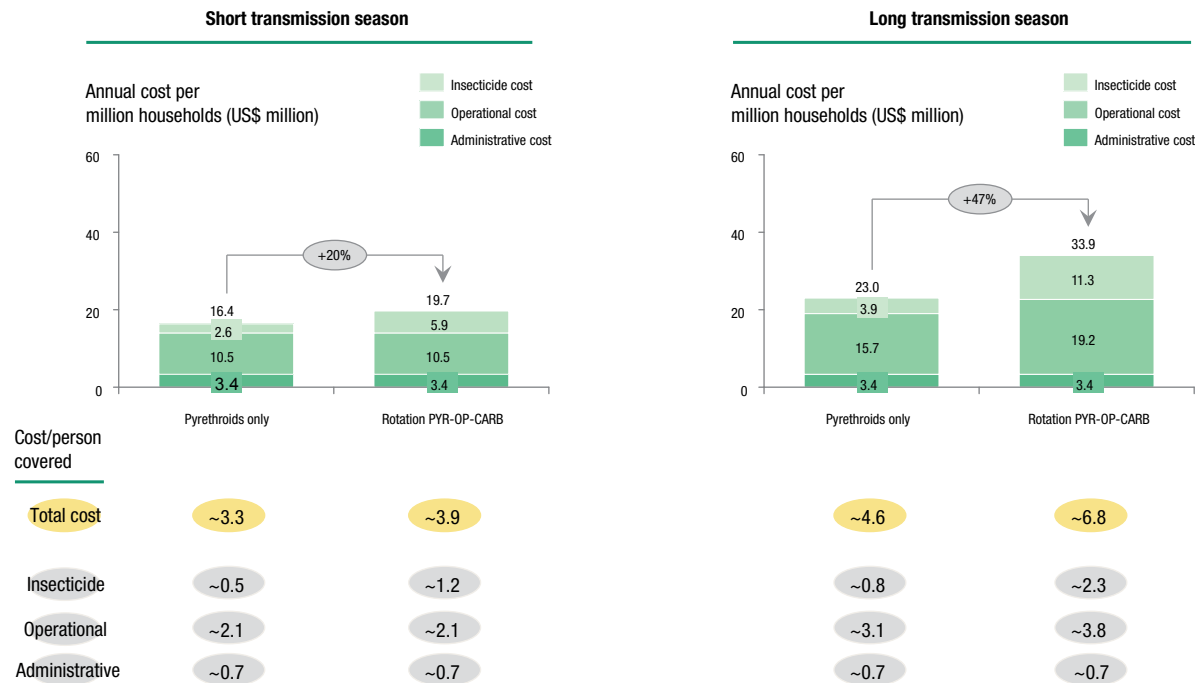 Short transmission season
Annual cost per
million households (US$ million)
Insecticide cost
Operational cost
Administrative cost
60
40
20
0
+20%
16.4
2.6
10.5
3.4
19.7
5.9
10.5
3.4
Pyrethroids only
Rotation PYR-OP-CARB
Long transmission season
Annual cost per
million households (US$ million)
Insecticide cost
Operational cost
Administrative cost
60
40
20
0
+47%
23.0
3.9
15.7
3.4
33.9
11.3
19.2
3.4
Pyrethroids only
Rotation PYR-OP-CARB
Cost/person
covered
Total cost ~3.3 ~3.9 ~4.6 ~6.8
Insecticide ~0.5 ~1.2 ~0.8 ~2.3
Operational ~2.1 ~2.1 ~3.1 ~3.8
Administrative ~0.7 ~0.7 ~0.7 ~0.7